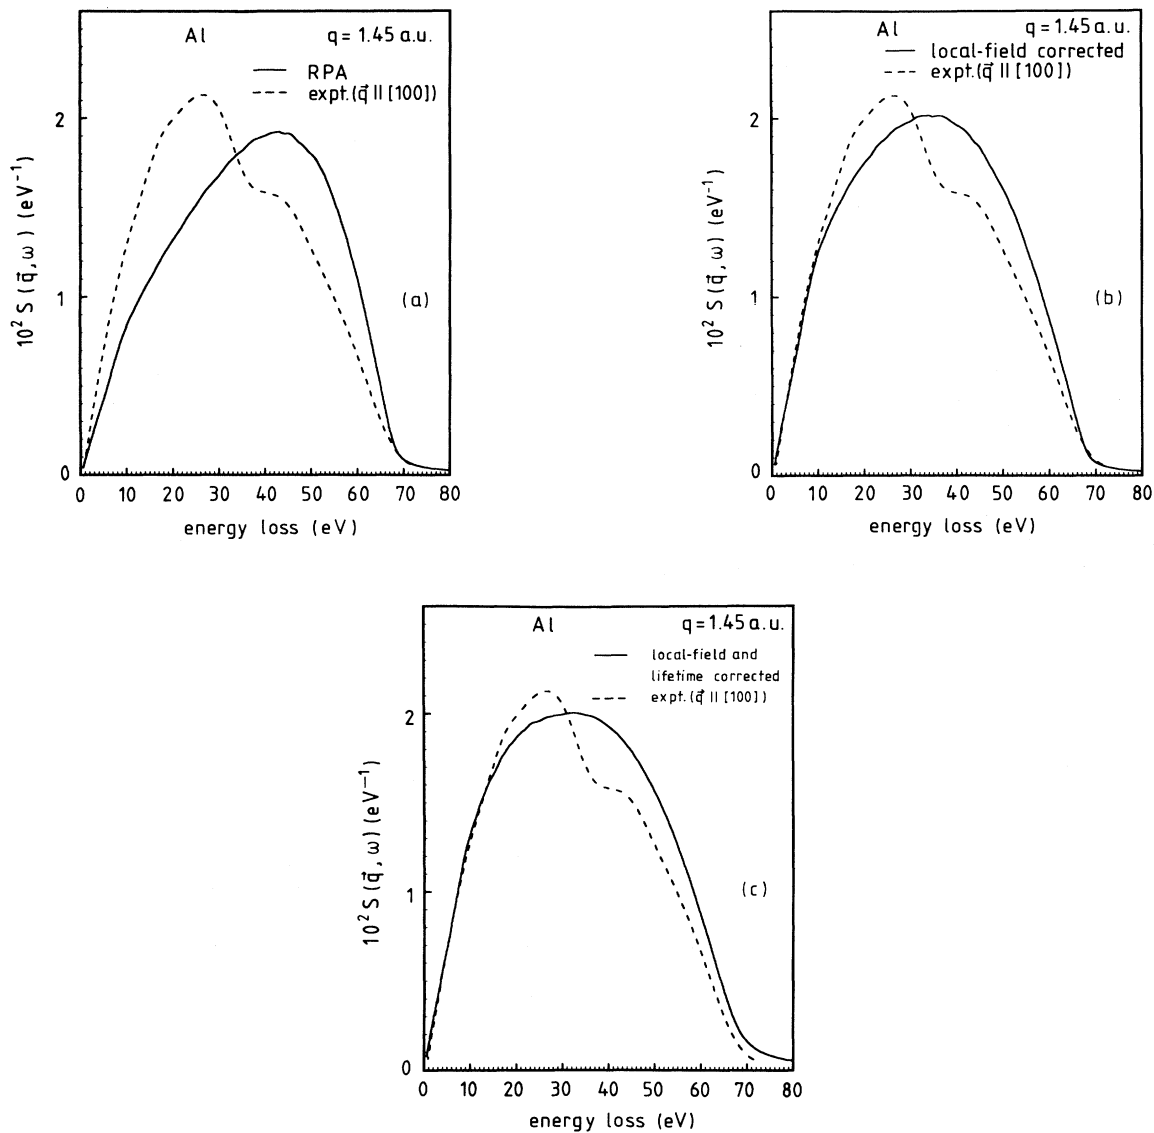 Al q = 1.45 a.u.
RPA
expt.(q⃗ || [100])
10² S (q⃗, ω) (eV⁻¹)
2
1
0
(a)
0 10 20 30 40 50 60 70 80
energy loss (eV)
Al q = 1.45 a.u.
local-field corrected
expt.(q⃗ || [100])
10² S (q⃗, ω) (eV⁻¹)
2
1
0
(b)
0 10 20 30 40 50 60 70 80
energy loss (eV)
Al q = 1.45 a.u.
local-field and
lifetime corrected
expt.(q⃗ || [100])
10² S (q⃗, ω) (eV⁻¹)
2
1
0
(c)
0 10 20 30 40 50 60 70 80
energy loss (eV)